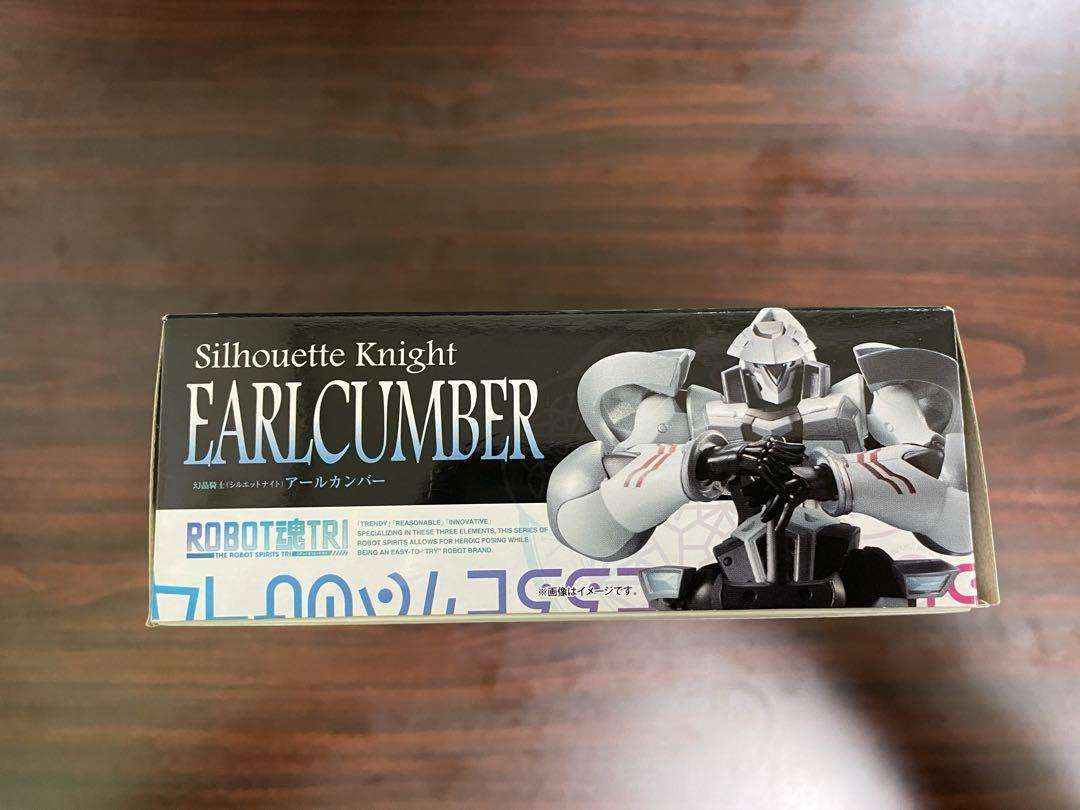 Silhouette Knight
EARLCUMBER
幻晶騎士(シルエットナイト)アールカンバー
ROBOT魂TRI
THE ROBOT SPIRITS TRI
「TRENDY」「REASONABLE」「INNOVATIVE」
SPECIALIZING IN THESE THREE ELEMENTS, THIS SERIES OF
ROBOT SPIRITS ALLOWS FOR HEROIC POSING WHILE
BEING AN EASY-TO-"TRY" ROBOT BRAND.
※画像はイメージです。